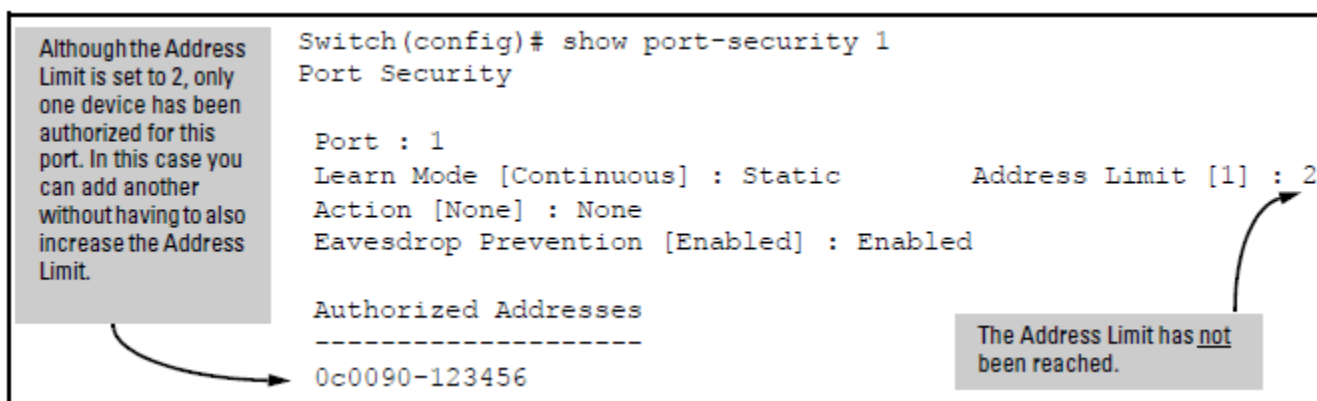 Although the Address
Limit is set to 2, only
one device has been
authorized for this
port. In this case you
can add another
without having to also
increase the Address
Limit.
Switch(config)# show port-security 1
Port Security
Port : 1
Learn Mode [Continuous] : Static Address Limit [1] : 2
Action [None] : None
Eavesdrop Prevention [Enabled] : Enabled
Authorized Addresses
--------------------
0c0090-123456
The Address Limit has not
been reached.